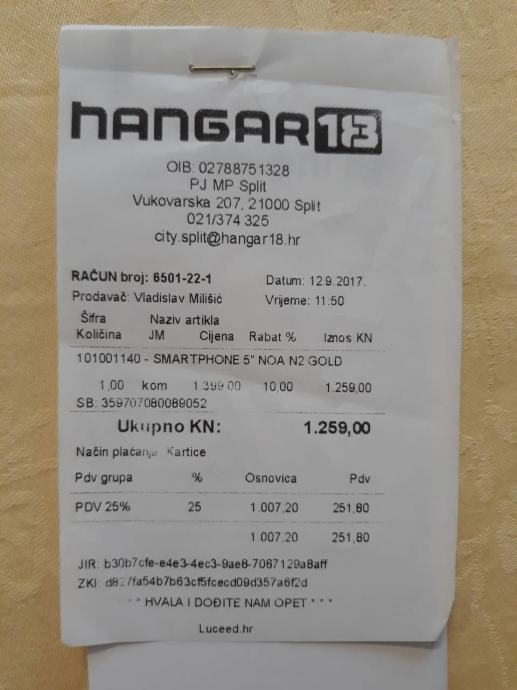 HANGAR 18
OIB: 02788751328
PJ MP Split
Vukovarska 207, 21000 Split
021/374 325
city.split@hangar18.hr
RAČUN broj: 6501-22-1 Datum: 12.9.2017.
Prodavač: Vladislav Milišić Vrijeme: 11:50
Šifra Naziv artikla
Količina JM Cijena Rabat % Iznos KN
101001140 - SMARTPHONE 5" NOA N2 GOLD
1,00 kom 1.399,00 10,00 1.259,00
SB: 359707080089052
Ukupno KN: 1.259,00
Način plaćanja Kartice
Pdv grupa % Osnovica Pdv
PDV 25% 25 1.007,20 251,80
1.007,20 251,80
JIR: b30b7cfe-e4e3-4ec3-9ae8-7067129a8aff
ZKI: d827fa54b7b63cf5fcecd09d357a6f2d
* * HVALA I DOĐITE NAM OPET * * *
Luceed.hr